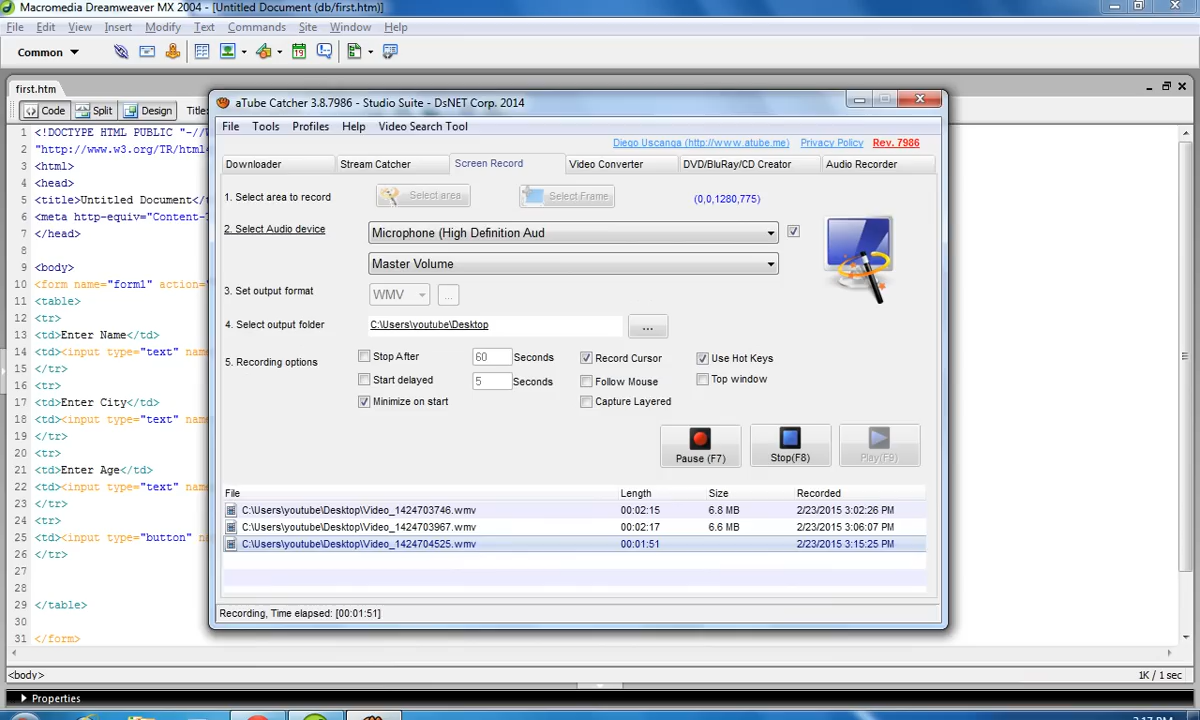 Macromedia Dreamweaver MX 2004 - [Untitled Document (db/first.htm)]
File Edit View Insert Modify Text Commands Site Window Help
Common
first.htm
Code Split Design Title:
1 <!DOCTYPE HTML PUBLIC "-//W
2 "http://www.w3.org/TR/html4
3 <html>
4 <head>
5 <title>Untitled Document</
6 <meta http-equiv="Content-T
7 </head>
8
9 <body>
10 <form name="form1" action="
11 <table>
12 <tr>
13 <td>Enter Name</td>
14 <td><input type="text" name
15 </tr>
16 <tr>
17 <td>Enter City</td>
18 <td><input type="text" name
19 </tr>
20 <tr>
21 <td>Enter Age</td>
22 <td><input type="text" name
23 </tr>
24 <tr>
25 <td><input type="button" na
26 </tr>
27
28
29 </table>
30
31 </form>
<body>
1K / 1 sec
Properties
aTube Catcher 3.8.7986 - Studio Suite - DsNET Corp. 2014
File Tools Profiles Help Video Search Tool
Diego Uscanga (http://www.atube.me) Privacy Policy Rev. 7986
Downloader Stream Catcher Screen Record Video Converter DVD/BluRay/CD Creator Audio Recorder
1. Select area to record Select area Select Frame (0,0,1280,775)
2. Select Audio device Microphone (High Definition Aud
Master Volume
3. Set output format WMV ...
4. Select output folder C:\Users\youtube\Desktop ...
5. Recording options Stop After 60 Seconds Record Cursor Use Hot Keys
Start delayed 5 Seconds Follow Mouse Top window
Minimize on start Capture Layered
Pause (F7) Stop(F8) Play(F9)
File Length Size Recorded
C:\Users\youtube\Desktop\Video_1424703746.wmv 00:02:15 6.8 MB 2/23/2015 3:02:26 PM
C:\Users\youtube\Desktop\Video_1424703967.wmv 00:02:17 6.6 MB 2/23/2015 3:06:07 PM
C:\Users\youtube\Desktop\Video_1424704525.wmv 00:01:51 2/23/2015 3:15:25 PM
Recording, Time elapsed: [00:01:51]
3:17 PM